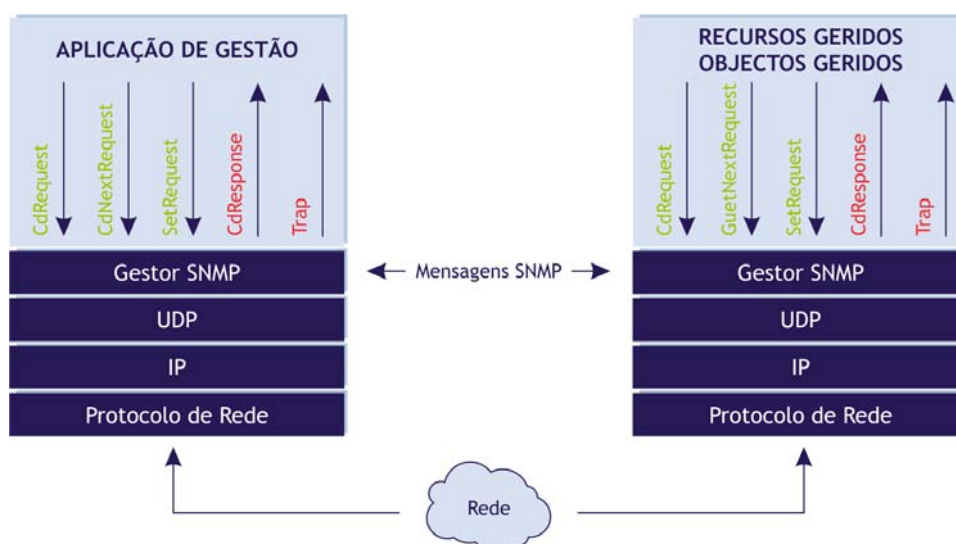 APLICAÇÃO DE GESTÃO
CdRequest
CdNextRequest
SetRequest
CdResponse
Trap
Gestor SNMP
UDP
IP
Protocolo de Rede
Mensagens SNMP
RECURSOS GERIDOS
OBJECTOS GERIDOS
CdRequest
GuetNextRequest
SetRequest
CdResponse
Trap
Gestor SNMP
UDP
IP
Protocolo de Rede
Rede